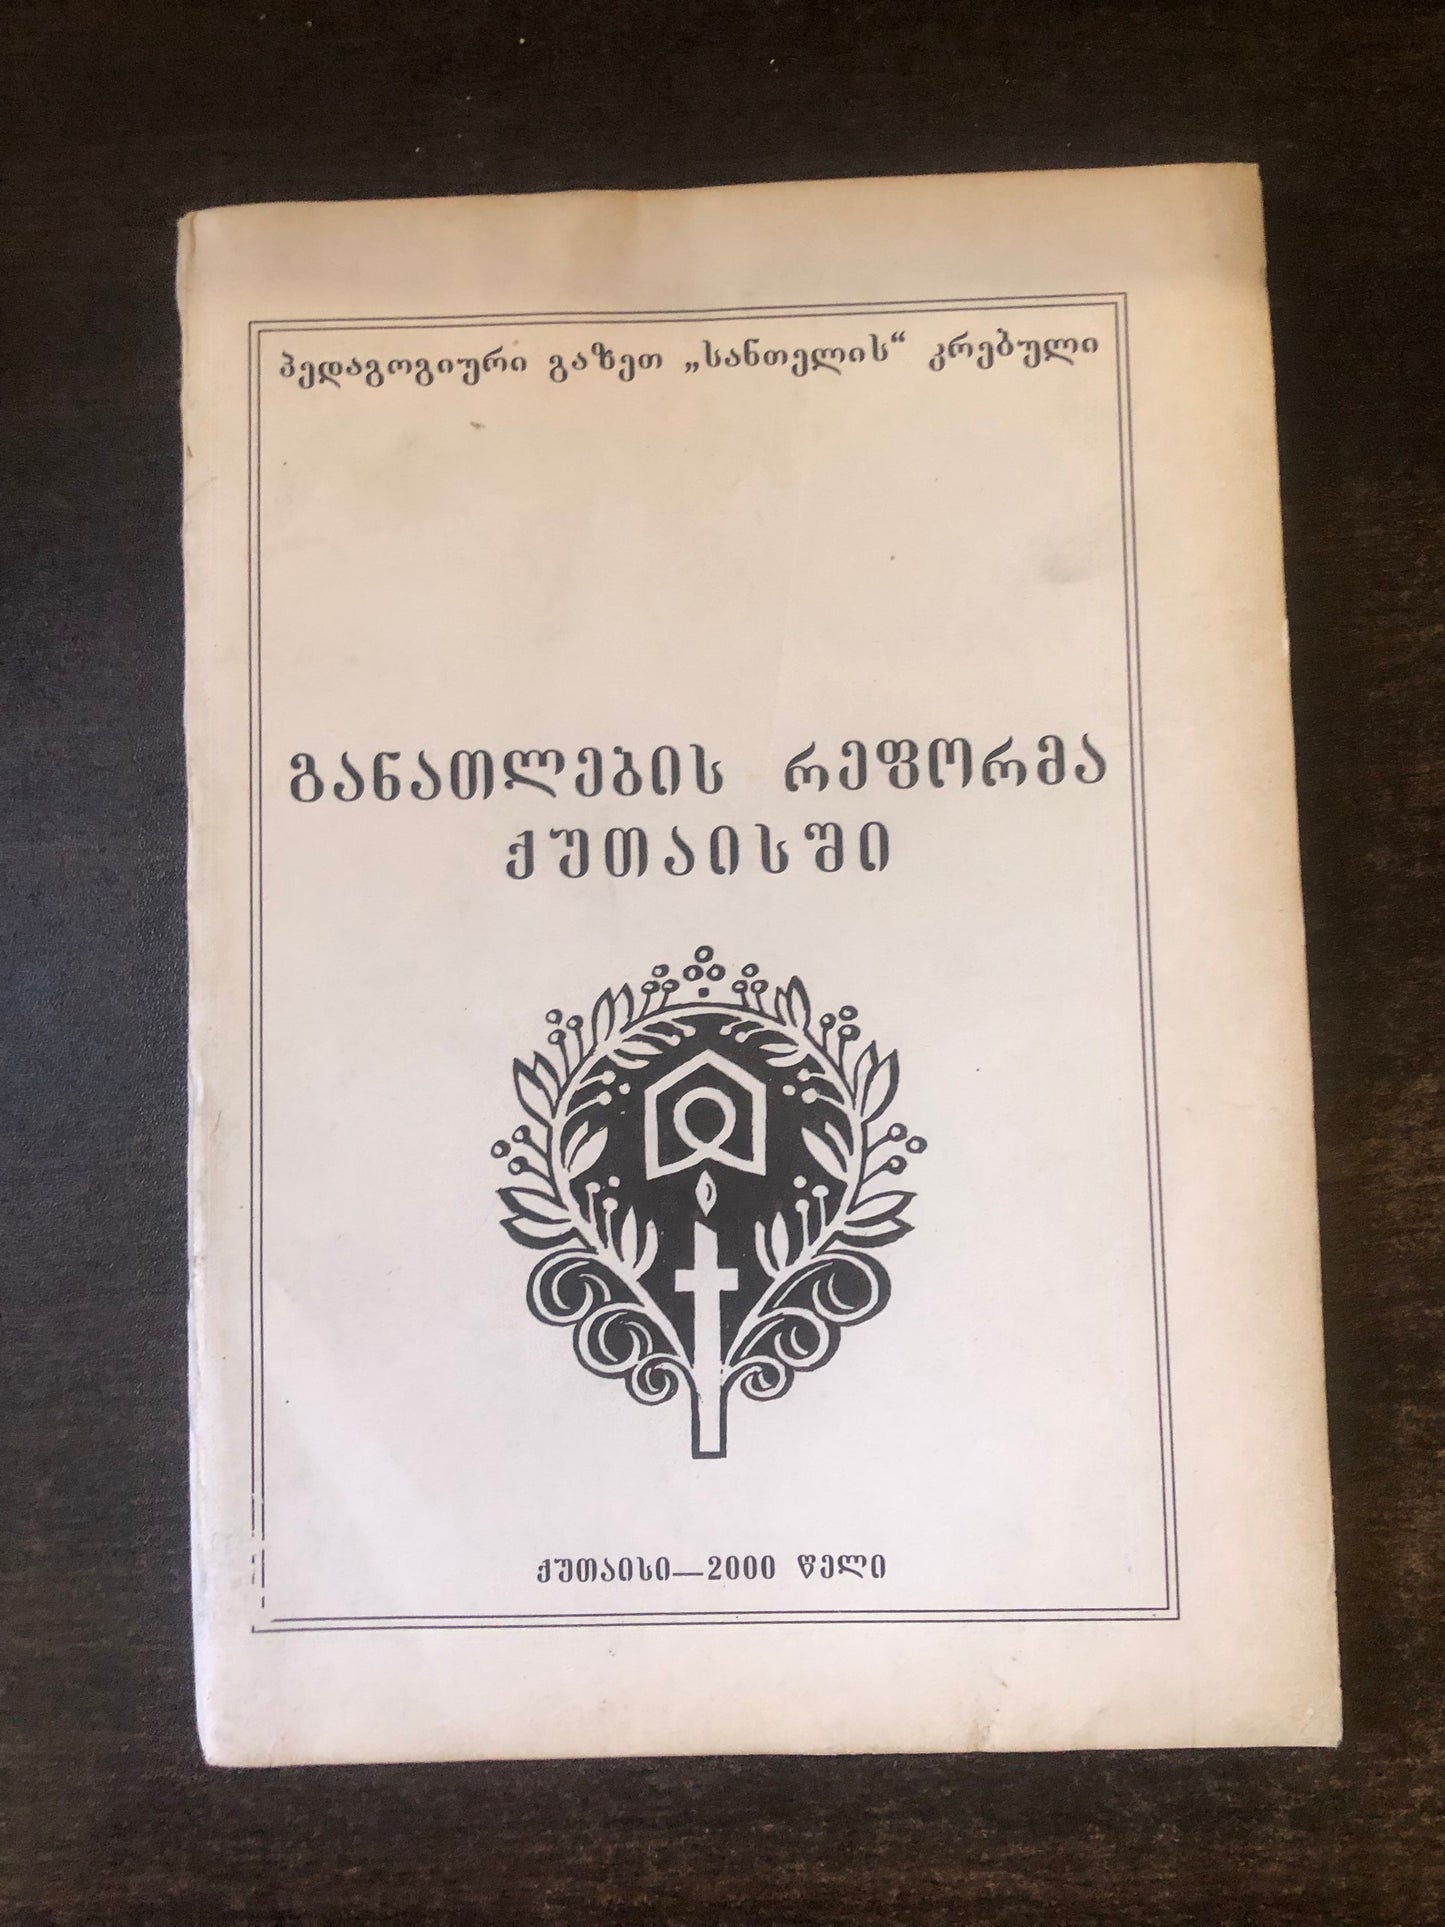 პედაგოგიური გაზეთ „სანთელის“ კრებული
განათლების რეფორმა
ქუთაისში
ქუთაისი—2000 წელი